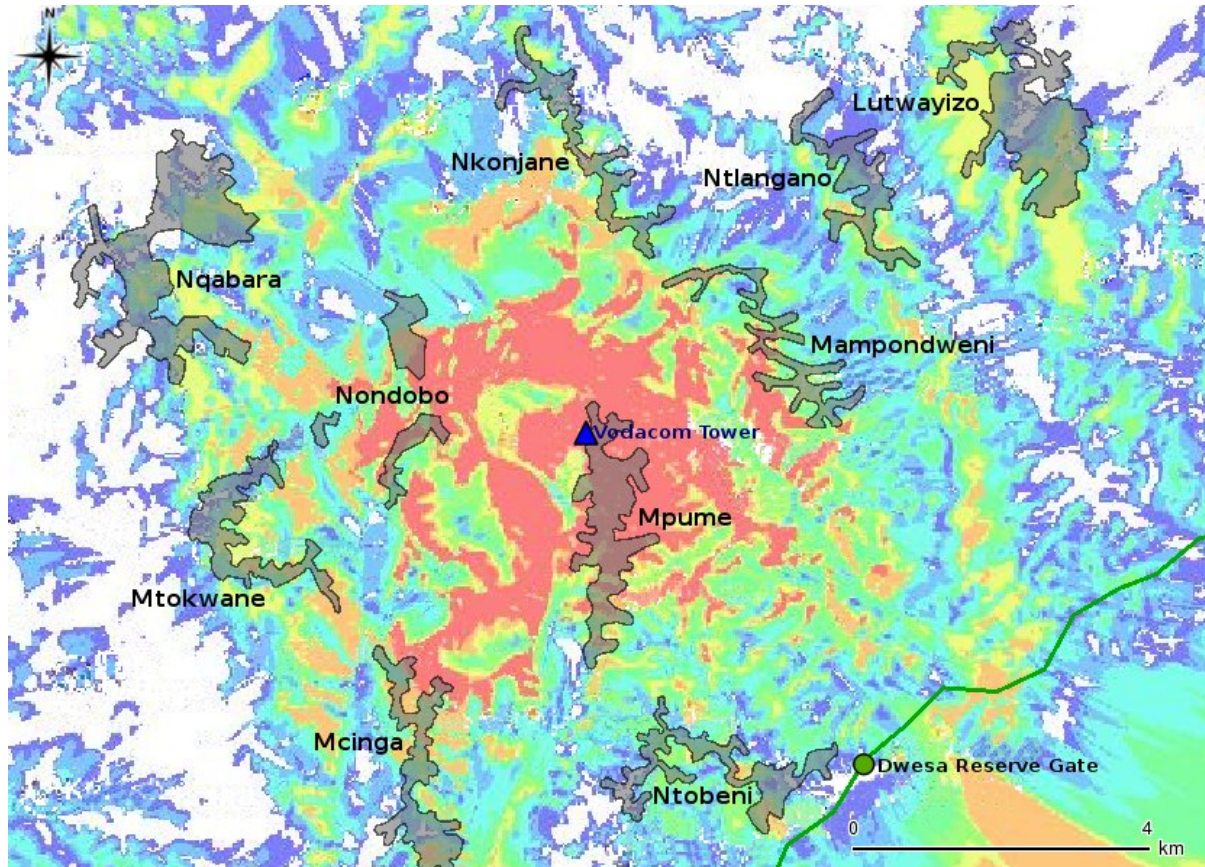 N
Lutwayizo
Nkonjane
Ntlangano
Nqabara
Mampondweni
Nondobo
Vodacom Tower
Mpume
Mtokwane
Mcinga
Dwesa Reserve Gate
Ntobeni
0 4
km